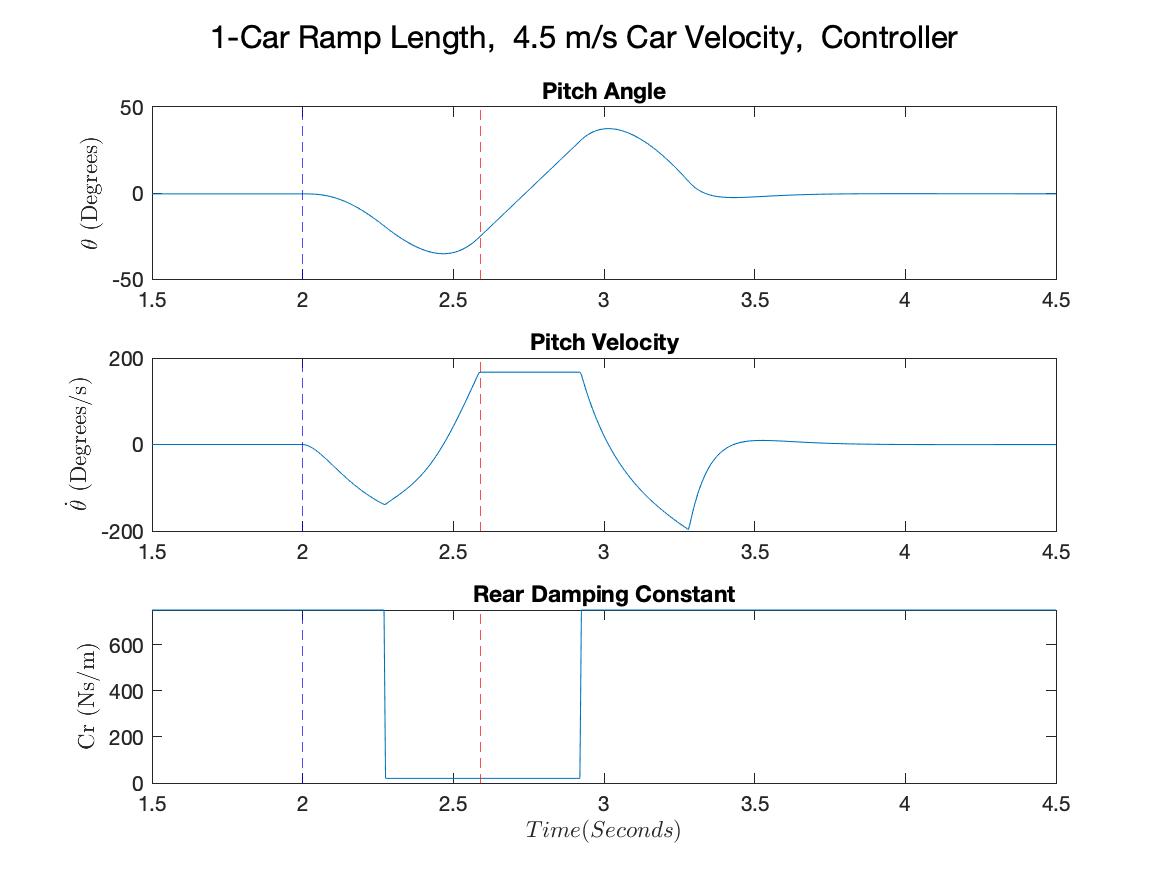 1-Car Ramp Length, 4.5 m/s Car Velocity, Controller
Pitch Angle
50
0
-50
θ (Degrees)
1.5 2 2.5 3 3.5 4 4.5
Pitch Velocity
200
0
-200
θ̇ (Degrees/s)
1.5 2 2.5 3 3.5 4 4.5
Rear Damping Constant
600
400
200
0
Cr (Ns/m)
1.5 2 2.5 3 3.5 4 4.5
Time(Seconds)